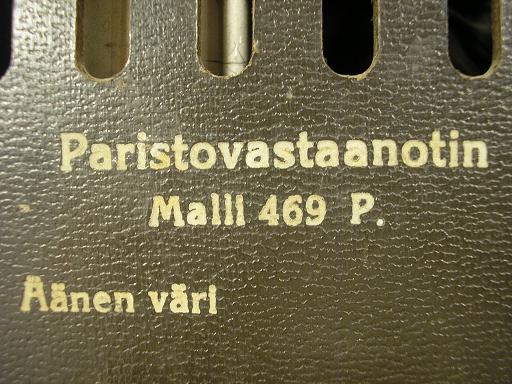 Paristovastaanotin
Malli 469 P.
Äänen väri